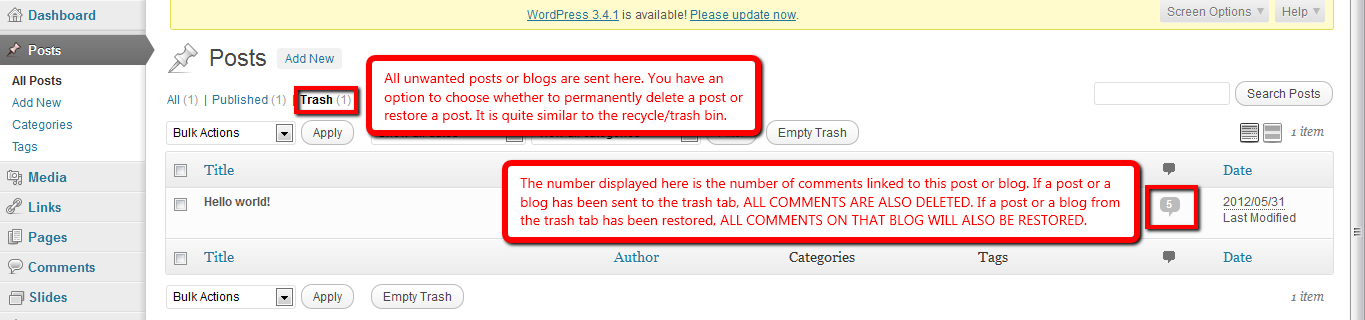 Dashboard
WordPress 3.4.1 is available! Please update now.
Screen Options
Help
Posts
All Posts
Add New
Categories
Tags
Media
Links
Pages
Comments
Slides
Posts
Add New
All (1) | Published (1) |
Trash (1)
All unwanted posts or blogs are sent here. You have an
option to choose whether to permanently delete a post or
restore a post. It is quite similar to the recycle/trash bin.
Search Posts
Bulk Actions
Apply
Empty Trash
1 item
Title
Date
The number displayed here is the number of comments linked to this post or blog. If a post or a
blog has been sent to the trash tab, ALL COMMENTS ARE ALSO DELETED. If a post or a blog from
the trash tab has been restored, ALL COMMENTS ON THAT BLOG WILL ALSO BE RESTORED.
Hello world!
5
2012/05/31
Last Modified
Title
Author
Categories
Tags
Date
Bulk Actions
Apply
Empty Trash
1 item